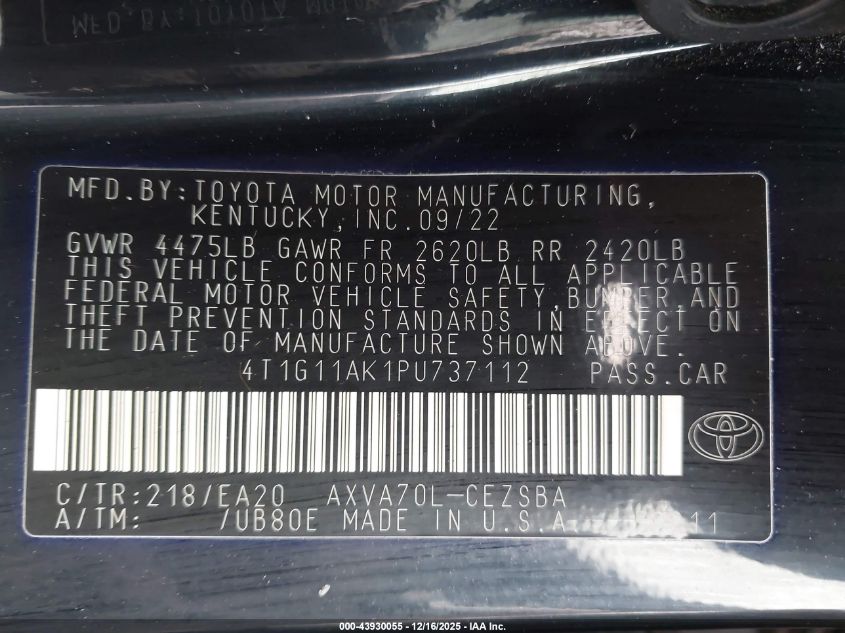 MFD.BY:TOYOTA MOTOR MANUFACTURING,
KENTUCKY,INC.09/22
GVWR 4475LB GAWR FR 2620LB RR 2420LB
THIS VEHICLE CONFORMS TO ALL APPLICABLE
FEDERAL MOTOR VEHICLE SAFETY,BUMPER,AND
THEFT PREVENTION STANDARDS IN EFFECT ON
THE DATE OF MANUFACTURE SHOWN ABOVE.
4T1G11AK1PU737112 PASS.CAR
C/TR:218/EA20 AXVA70L-CEZSBA
A/TM: /UB80E MADE IN U.S.A. 11
000-43930055 - 12/16/2025 - IAA Inc.